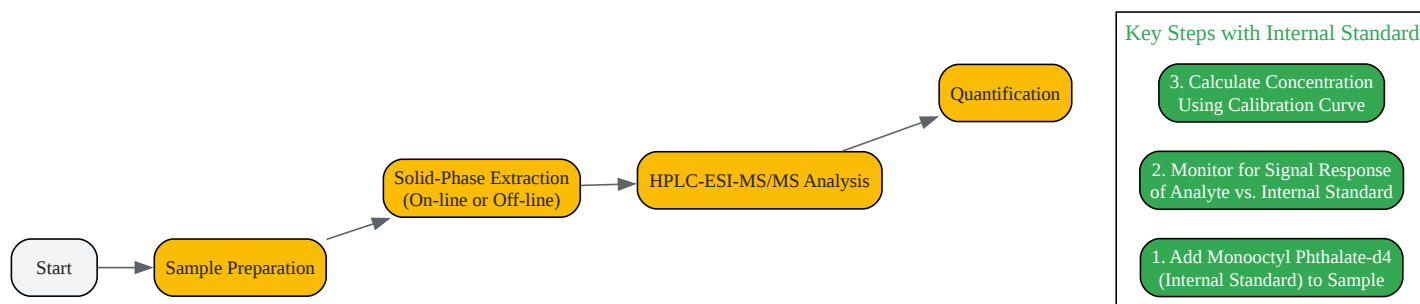 Start
Sample Preparation
Solid-Phase Extraction
(On-line or Off-line)
HPLC-ESI-MS/MS Analysis
Quantification
Key Steps with Internal Standard
3. Calculate Concentration
Using Calibration Curve
2. Monitor for Signal Response
of Analyte vs. Internal Standard
1. Add Monooctyl Phthalate-d4
(Internal Standard) to Sample